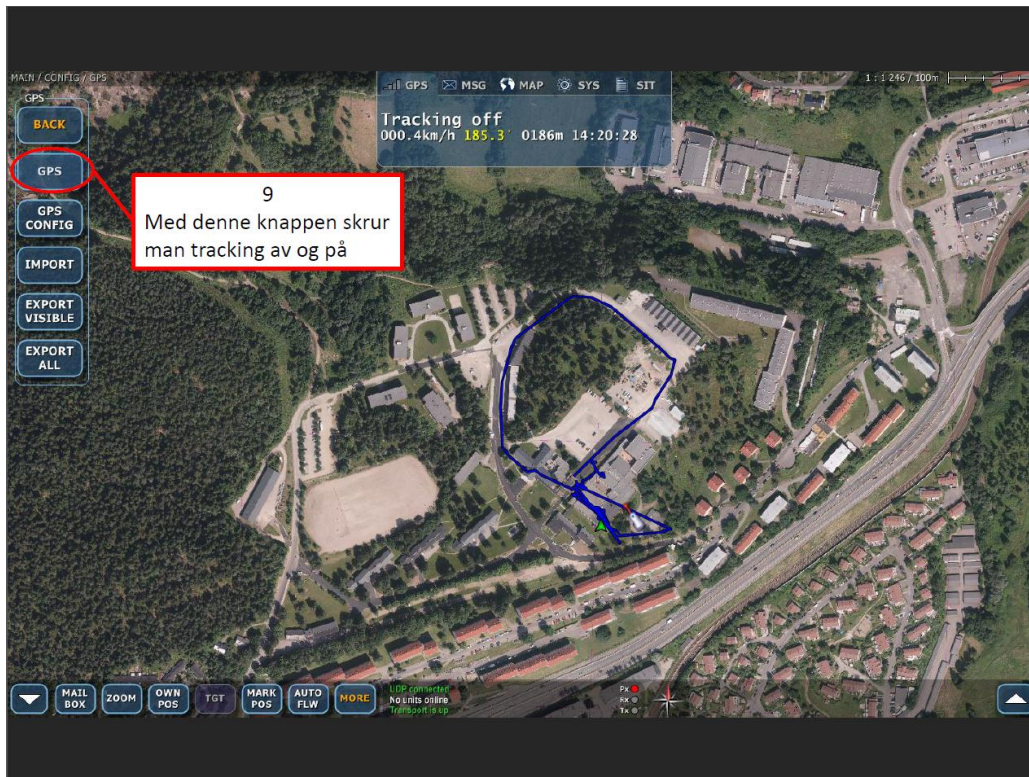 MAIN / CONFIG / GPS
GPS MSG MAP SYS SIT
1 : 1 246 / 100m
GPS
BACK
Tracking off
000.4km/h 185.3° 0186m 14:20:28
GPS
9
Med denne knappen skrur
man tracking av og på
GPS
CONFIG
IMPORT
EXPORT
VISIBLE
EXPORT
ALL
MAIL
BOX
ZOOM
OWN
POS
TGT
MARK
POS
AUTO
FLW
MORE
UDP connected
No units online
Transport is up
Px
Rx
Tx